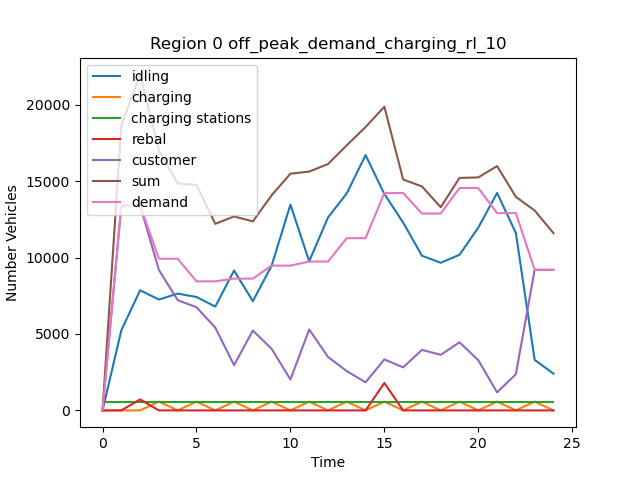 Region 0 off_peak_demand_charging_rl_10
Number Vehicles
20000
15000
10000
5000
0
idling
charging
charging stations
rebal
customer
sum
demand
0 5 10 15 20 25
Time